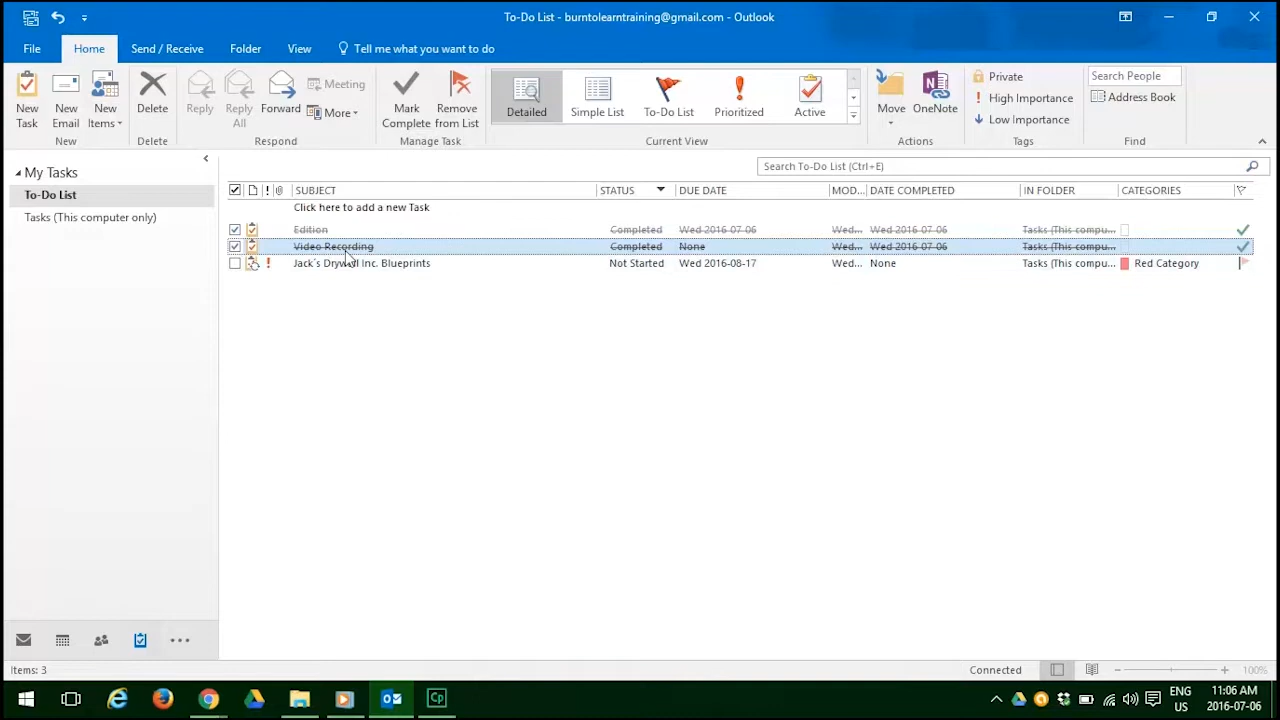 To-Do List - burntolearntraining@gmail.com - Outlook
File Home Send / Receive Folder View Tell me what you want to do
New Task
New Email
New Items
New
Delete
Delete
Reply
Reply All
Forward
Meeting
More
Respond
Mark Complete
Remove from List
Manage Task
Detailed
Simple List
To-Do List
Prioritized
Active
Current View
Move
OneNote
Actions
Private
High Importance
Low Importance
Tags
Search People
Address Book
Find
My Tasks
To-Do List
Tasks (This computer only)
Search To-Do List (Ctrl+E)
SUBJECT STATUS DUE DATE MOD... DATE COMPLETED IN FOLDER CATEGORIES
Click here to add a new Task
Edition Completed Wed 2016-07-06 Wed... Wed 2016-07-06 Tasks (This compu...
Video Recording Completed None Wed... Wed 2016-07-06 Tasks (This compu...
Jack´s Drywall Inc. Blueprints Not Started Wed 2016-08-17 Wed... None Tasks (This compu... Red Category
Items: 3
Connected
100%
ENG US
11:06 AM
2016-07-06